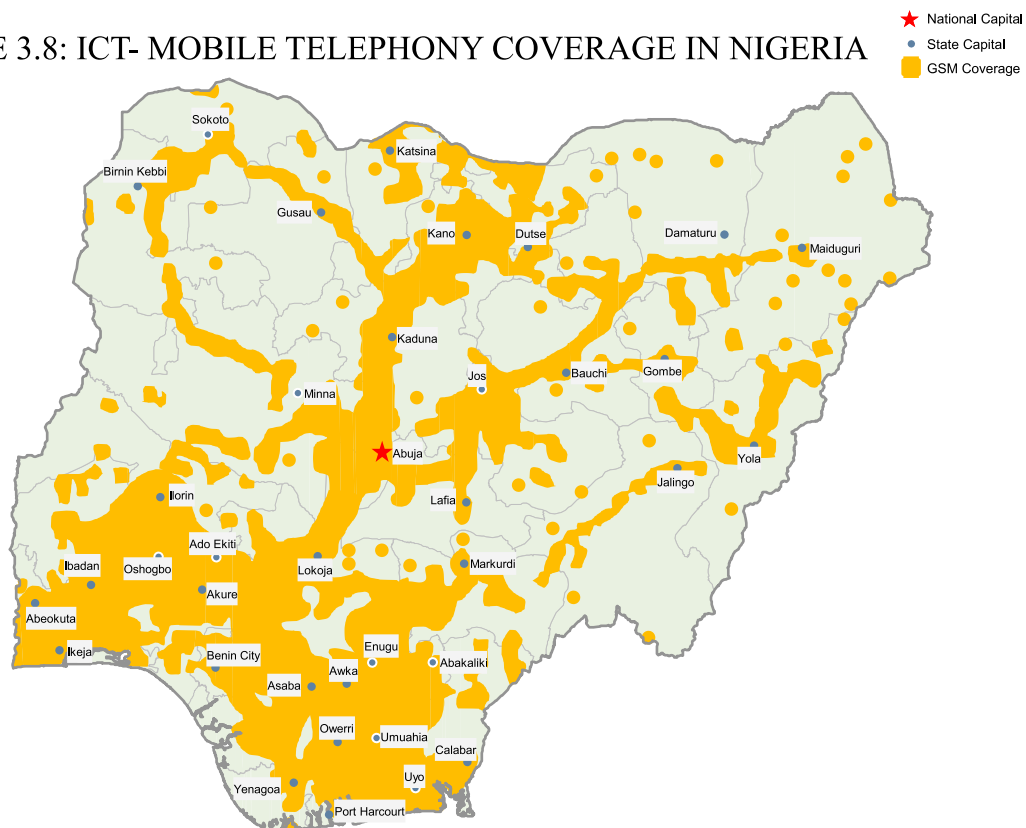 E 3.8: ICT- MOBILE TELEPHONY COVERAGE IN NIGERIA
National Capital
State Capital
GSM Coverage
Sokoto
Katsina
Birnin Kebbi
Gusau
Kano
Dutse
Damaturu
Maiduguri
Kaduna
Jos
Bauchi
Gombe
Minna
Abuja
Yola
Jalingo
Ilorin
Lafia
Ado Ekiti
Ibadan
Oshogbo
Lokoja
Markurdi
Akure
Abeokuta
Ikeja
Benin City
Enugu
Abakaliki
Awka
Asaba
Owerri
Umuahia
Calabar
Uyo
Yenagoa
Port Harcourt